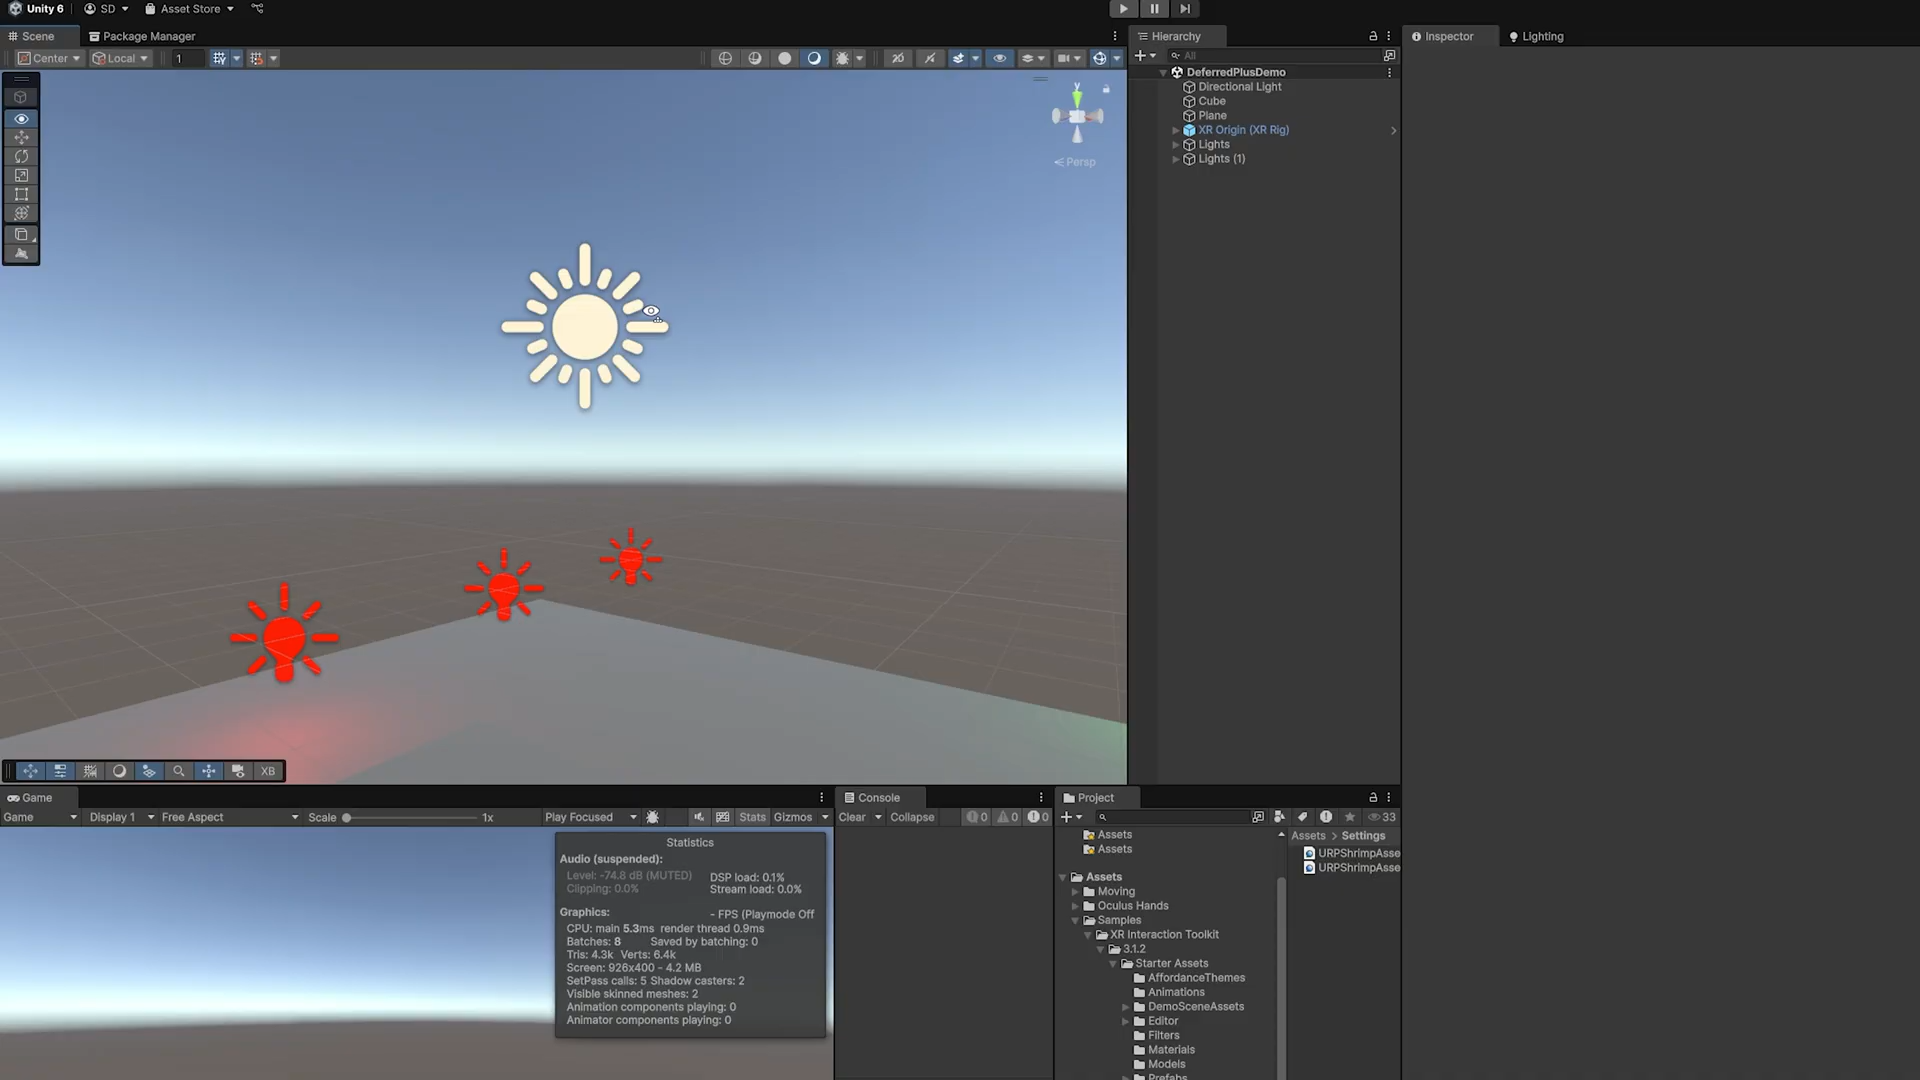 Unity 6 SD Asset Store
Scene Package Manager
Center Local 1
2D
Y
Persp
XB
Hierarchy
All
DeferredPlusDemo
Directional Light
Cube
Plane
XR Origin (XR Rig)
Lights
Lights (1)
Inspector Lighting
Game
Game Display 1 Free Aspect Scale 1x Play Focused Stats Gizmos
Statistics
Audio (suspended):
Level: -74.8 dB (MUTED) DSP load: 0.1%
Clipping: 0.0% Stream load: 0.0%
Graphics: - FPS (Playmode Off
CPU: main 5.3ms render thread 0.9ms
Batches: 8 Saved by batching: 0
Tris: 4.3k Verts: 6.4k
Screen: 926x400 - 4.2 MB
SetPass calls: 5 Shadow casters: 2
Visible skinned meshes: 2
Animation components playing: 0
Animator components playing: 0
Console
Clear Collapse 0 0 0
Project
33
Assets
Assets
Assets
Moving
Oculus Hands
Samples
XR Interaction Toolkit
3.1.2
Starter Assets
AffordanceThemes
Animations
DemoSceneAssets
Editor
Filters
Materials
Models
Prefabs
Assets > Settings
URPShrimpAsse
URPShrimpAsse